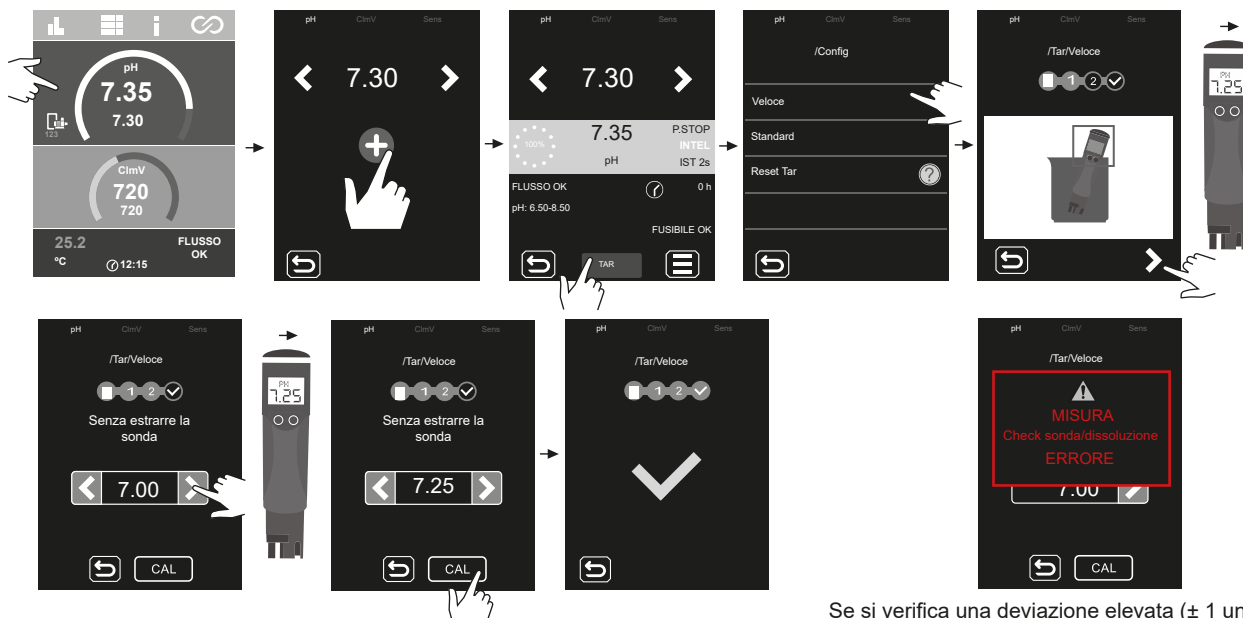 pH
7.35
7.30
123
ClmV
720
720
25.2
ºC
12:15
FLUSSO
OK
pH ClmV Sens
7.30
pH ClmV Sens
7.30
100%
7.35
pH
P.STOP
INTEL
IST 2s
FLUSSO OK
0 h
pH: 6.50-8.50
FUSIBILE OK
TAR
pH ClmV Sens
/Config
Veloce
Standard
Reset Tar
?
pH ClmV Sens
/Tar/Veloce
1 2
PH
7.25
pH ClmV Sens
/Tar/Veloce
1 2
Senza estrarre la
sonda
7.00
CAL
PH
7.25
pH ClmV Sens
/Tar/Veloce
1 2
Senza estrarre la
sonda
7.25
CAL
pH ClmV Sens
/Tar/Veloce
1 2
pH ClmV Sens
/Tar/Veloce
MISURA
Check sonda/dissoluzione
ERRORE
7.00
CAL
Se si verifica una deviazione elevata (± 1 un